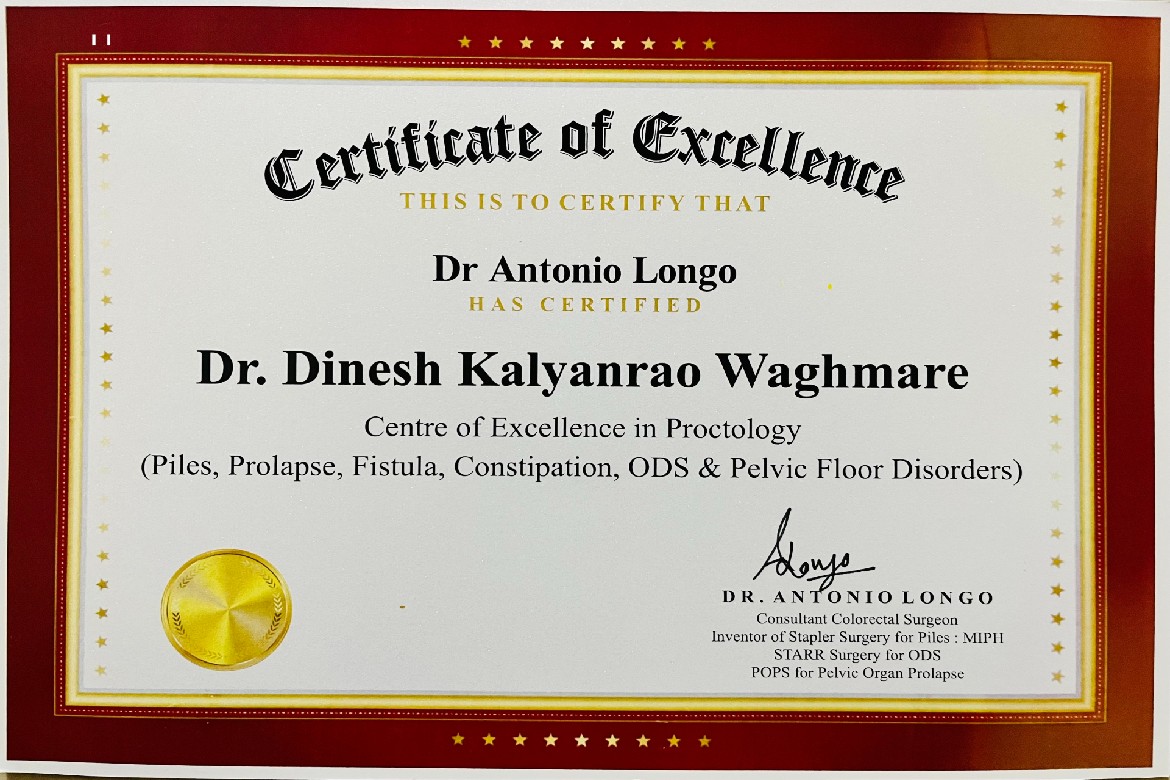 Certificate of Excellence
THIS IS TO CERTIFY THAT
Dr Antonio Longo
HAS CERTIFIED
Dr. Dinesh Kalyanrao Waghmare
Centre of Excellence in Proctology
(Piles, Prolapse, Fistula, Constipation, ODS & Pelvic Floor Disorders)
Longo
DR. ANTONIO LONGO
Consultant Colorectal Surgeon
Inventor of Stapler Surgery for Piles : MIPH
STARR Surgery for ODS
POPS for Pelvic Organ Prolapse